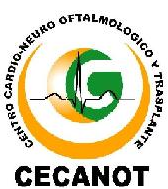 CENTRO CARDIO-NEURO OFTALMOLOGICO Y TRASPLANTE
CECANOT